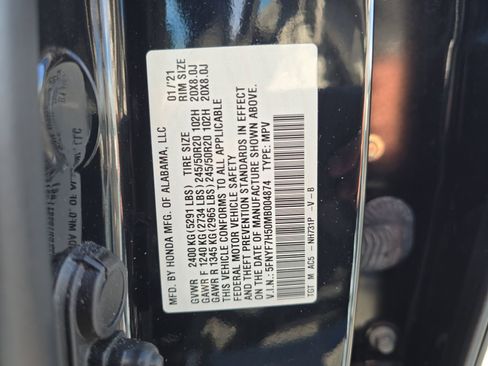 MFD. BY HONDA MFG. OF ALABAMA, LLC 01/'21
TIRE SIZE RIM SIZE
GVWR 2400 KG (5291 LBS)
GAWR F 1240 KG (2734 LBS) 245/50R20 102H 20X8.0J
GAWR R 1345 KG (2965 LBS) 245/50R20 102H 20X8.0J
THIS VEHICLE CONFORMS TO ALL APPLICABLE
FEDERAL MOTOR VEHICLE SAFETY
AND THEFT PREVENTION STANDARDS IN EFFECT
ON THE DATE OF MANUFACTURE SHOWN ABOVE.
V.I.N.: 5FNYF7H50MB004874 TYPE: MPV
TGT M AC5 - NH731P -V -B